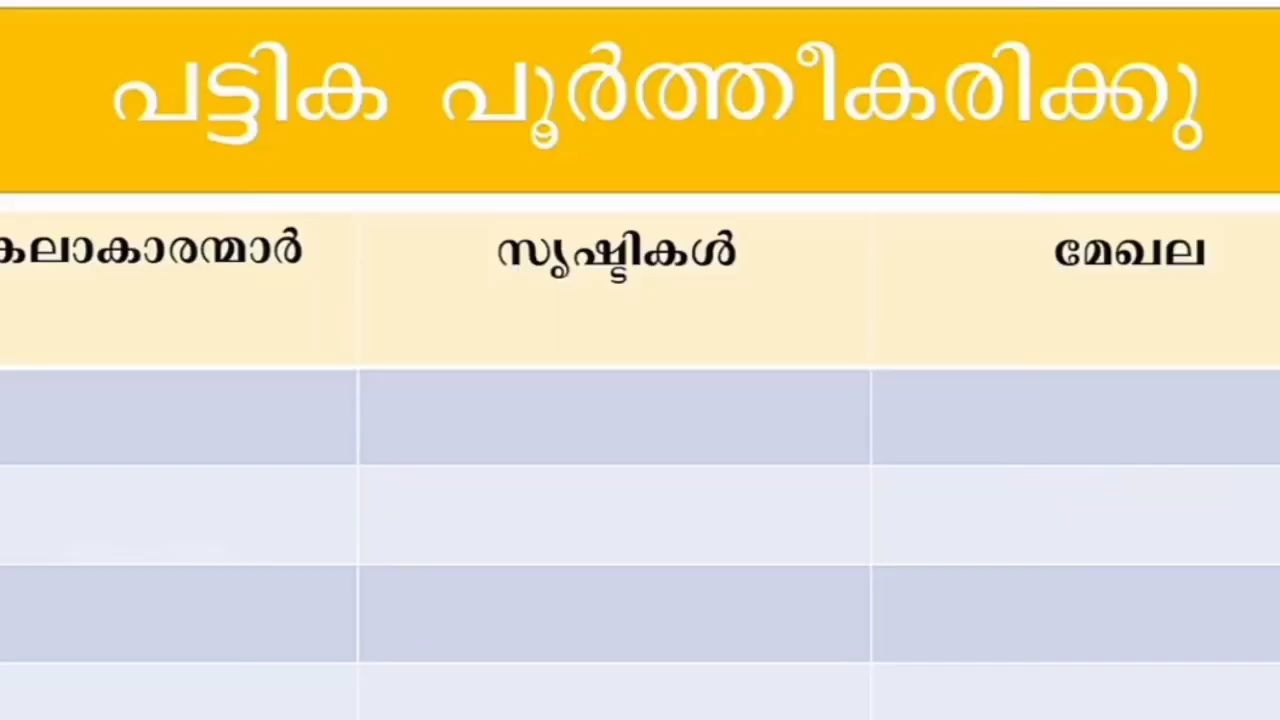 പട്ടിക പൂർത്തീകരിക്കു
കലാകാരന്മാർ സൃഷ്ടികൾ മേഖല